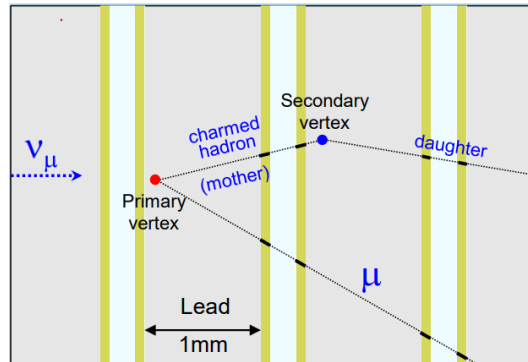 Secondary
vertex
charmed
hadron
daughter
(mother)
νμ
Primary
vertex
μ
Lead
1mm